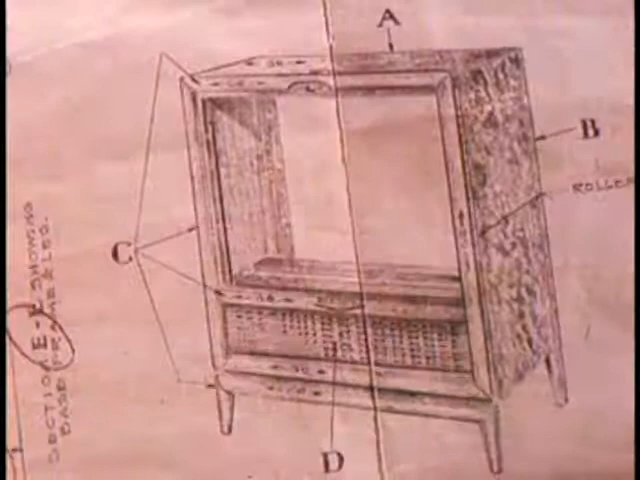 A
B
ROLLER
C
SECTION E-E SHOWING
BASE FRAME & LEG.
D